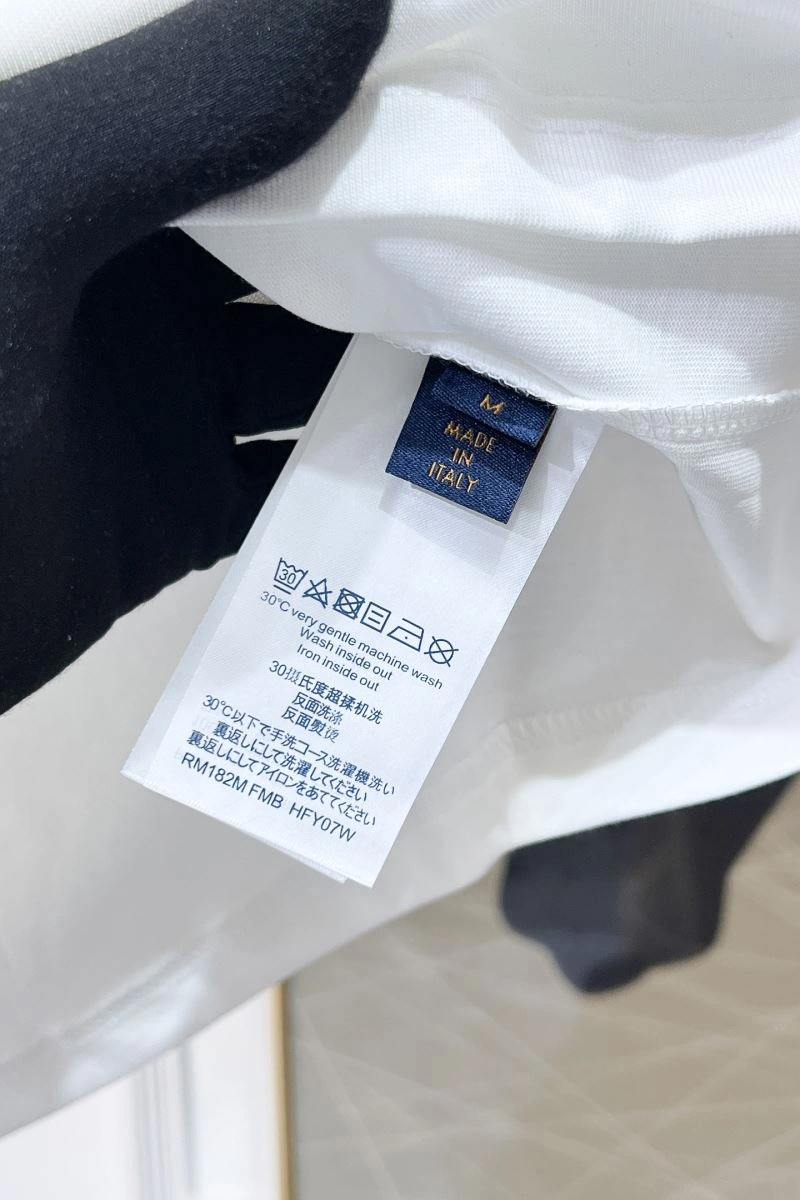 M
MADE
IN
ITALY
30
30°C very gentle machine wash
Wash inside out
Iron inside out
30摄氏度超揉机洗
反面洗涤
反面熨烫
30°C以下で手洗コース洗濯機洗い
裏返しにして洗濯してください
裏返しにしてアイロンをあててください
RM182M FMB HFY07W